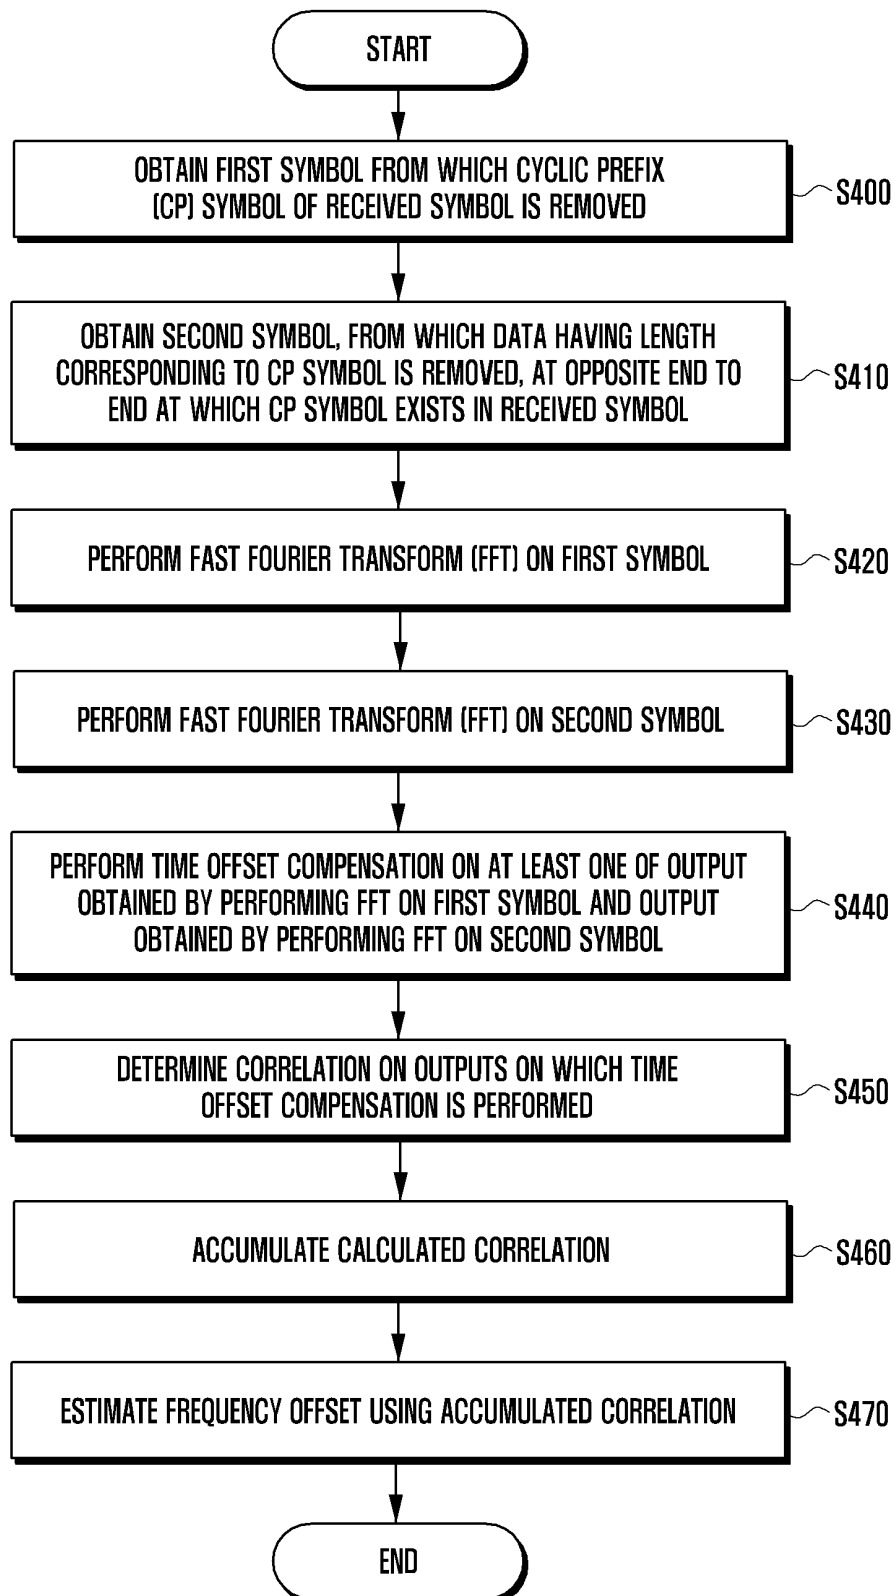 START
OBTAIN FIRST SYMBOL FROM WHICH CYCLIC PREFIX
(CP) SYMBOL OF RECEIVED SYMBOL IS REMOVED
S400
OBTAIN SECOND SYMBOL, FROM WHICH DATA HAVING LENGTH
CORRESPONDING TO CP SYMBOL IS REMOVED, AT OPPOSITE END TO
END AT WHICH CP SYMBOL EXISTS IN RECEIVED SYMBOL
S410
PERFORM FAST FOURIER TRANSFORM (FFT) ON FIRST SYMBOL
S420
PERFORM FAST FOURIER TRANSFORM (FFT) ON SECOND SYMBOL
S430
PERFORM TIME OFFSET COMPENSATION ON AT LEAST ONE OF OUTPUT
OBTAINED BY PERFORMING FFT ON FIRST SYMBOL AND OUTPUT
OBTAINED BY PERFORMING FFT ON SECOND SYMBOL
S440
DETERMINE CORRELATION ON OUTPUTS ON WHICH TIME
OFFSET COMPENSATION IS PERFORMED
S450
ACCUMULATE CALCULATED CORRELATION
S460
ESTIMATE FREQUENCY OFFSET USING ACCUMULATED CORRELATION
S470
END